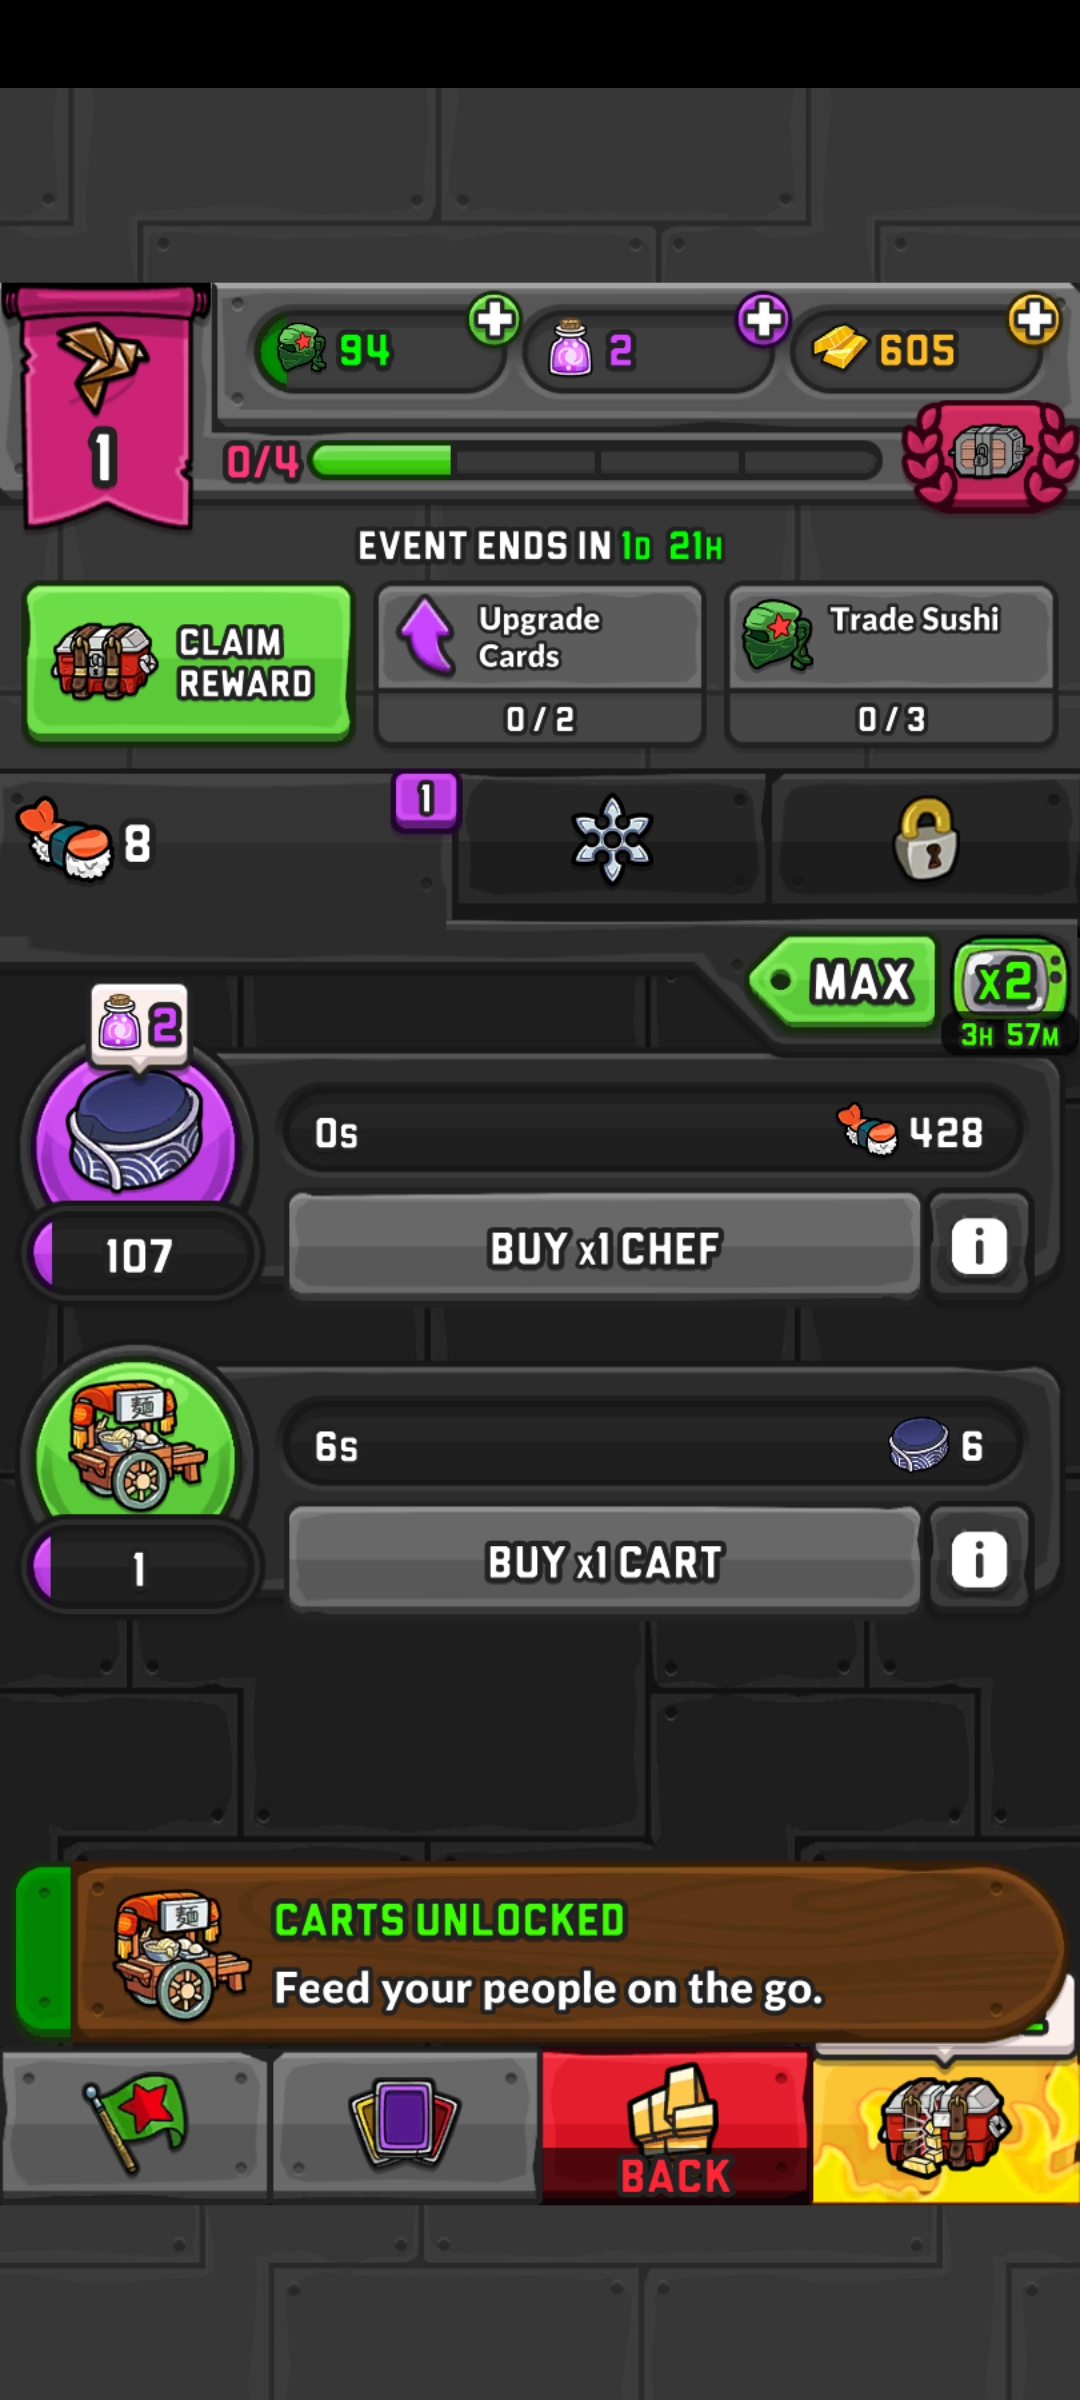 94
2
605
1
0/4
EVENT ENDS IN 1D 21H
CLAIM
REWARD
Upgrade
Cards
0 / 2
Trade Sushi
0 / 3
8
1
MAX
x2
3H 57M
2
0s
428
107
BUY x1 CHEF
i
麺
6s
6
1
BUY x1 CART
i
麺
CARTS UNLOCKED
Feed your people on the go.
BACK